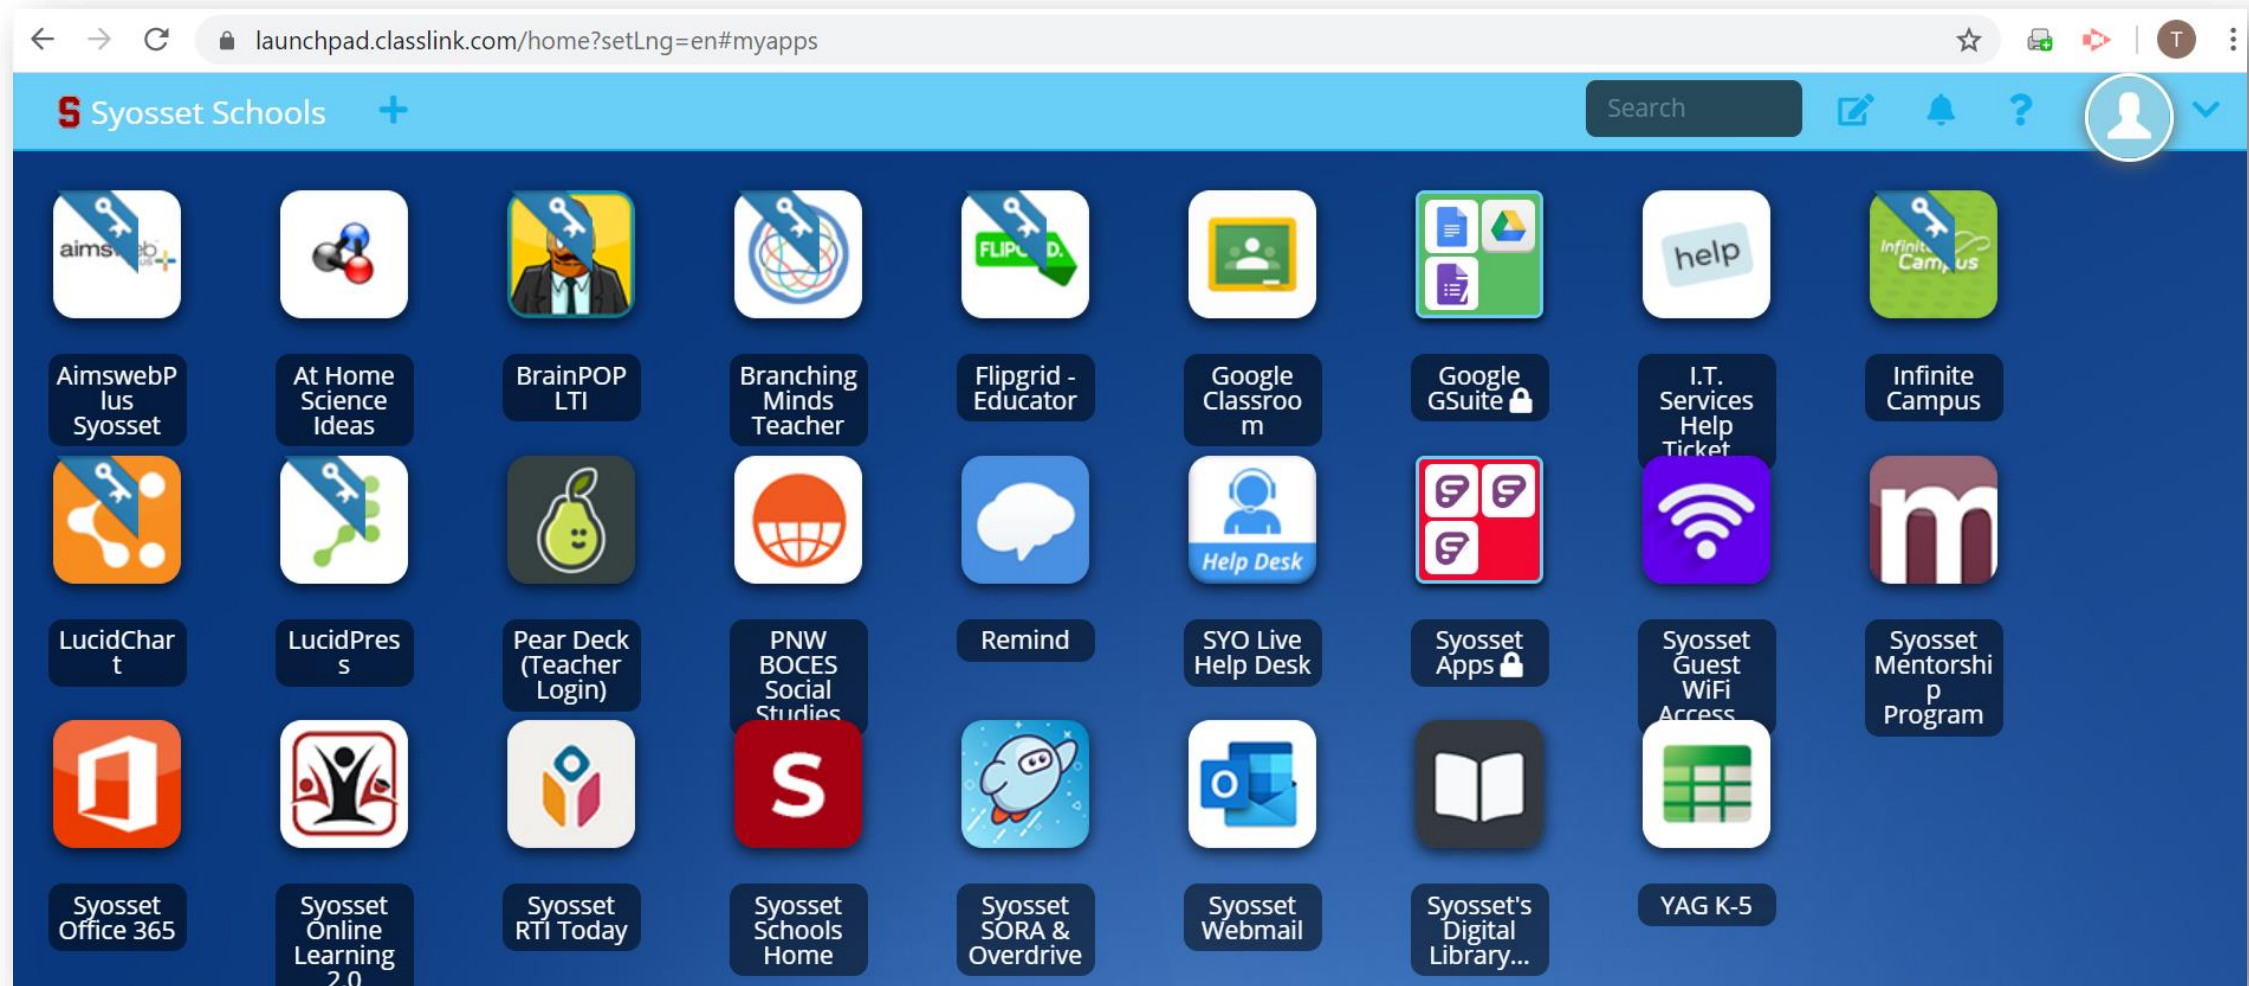 launchpad.classlink.com/home?setLng=en#myapps
T
S Syosset Schools
Search
aimsweb
FLIPGRID.
help
Infinite
Campus
AimswebP
lus
Syosset
At Home
Science
Ideas
BrainPOP
LTI
Branching
Minds
Teacher
Flipgrid -
Educator
Google
Classroo
m
Google
GSuite
I.T.
Services
Help
Ticket
Infinite
Campus
Help Desk
m
LucidChar
t
LucidPres
s
Pear Deck
(Teacher
Login)
PNW
BOCES
Social
Studies
Remind
SYO Live
Help Desk
Syosset
Apps
Syosset
Guest
WiFi
Access
Syosset
Mentorshi
p
Program
S
O
Syosset
Office 365
Syosset
Online
Learning
2.0
Syosset
RTI Today
Syosset
Schools
Home
Syosset
SORA &
Overdrive
Syosset
Webmail
Syosset's
Digital
Library...
YAG K-5